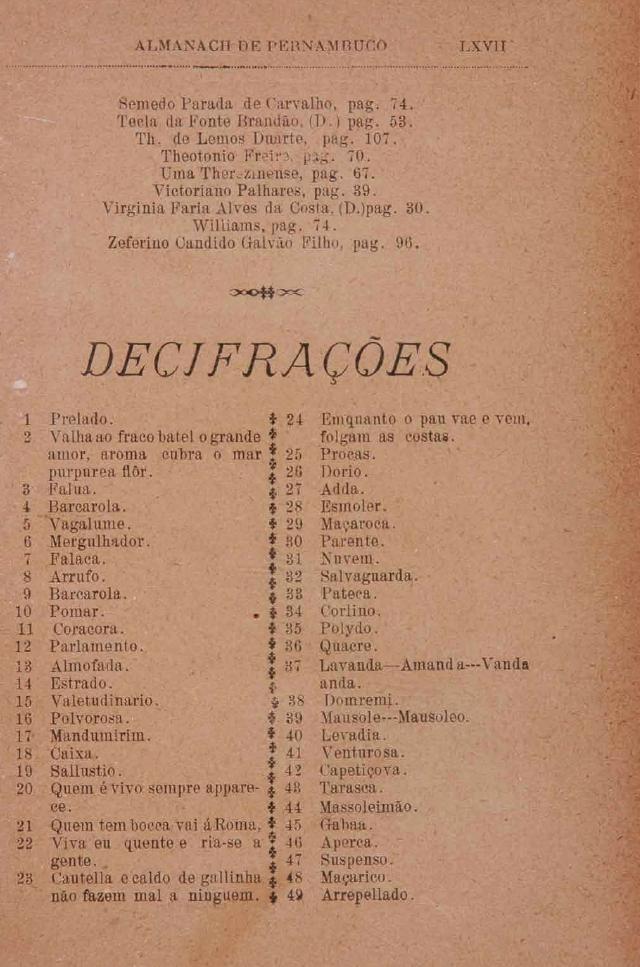 ALMANACH DE PERNAMBUCO LXVII
Semedo Parada de Carvalho, pag. 74.
Tecla da Fonte Brandão, (D.) pag. 53.
Th. de Lemos Duarte, pag. 107.
Theotonio Freire, pag. 70.
Uma Therezinense, pag. 67.
Victoriano Palhares, pag. 39.
Virginia Faria Alves da Costa, (D.)pag. 30.
Williams, pag. 74.
Zeferino Candido Galvão Filho, pag. 96.
DECIFRAÇÕES
1 Prelado.
2 Valha ao fraco batel o grande
amor, aroma cubra o mar
purpurea flôr.
3 Falua.
4 Barcarola.
5 Vagalume.
6 Mergulhador.
7 Falaca.
8 Arrufo.
9 Barcarola.
10 Pomar.
11 Coracora.
12 Parlamento.
13 Almofada.
14 Estrado.
15 Valetudinario.
16 Polvorosa.
17 Mandumirim.
18 Caixa.
19 Sallustio.
20 Quem é vivo sempre appare-
ce.
21 Quem tem bocca vai á Roma.
22 Viva eu quente e ria-se a
gente.
23 Cautella e caldo de gallinha
não fazem mal a ninguem.
24 Emquanto o pau vae e vem,
folgam as costas.
25 Procas.
26 Dorio.
27 Adda.
28 Esmoler.
29 Maçaroca.
30 Parente.
31 Nuvem.
32 Salvaguarda.
33 Pateca.
34 Corlino.
35 Polydo.
36 Quacre.
37 Lavanda—Amanda---Vanda
anda.
38 Domremi.
39 Mausole---Mausoleo.
40 Levadia.
41 Venturosa.
42 Capetiçova.
43 Tarasca.
44 Massoleimão.
45 Gabaa.
46 Aperca.
47 Suspenso.
48 Maçarico.
49 Arrepellado.